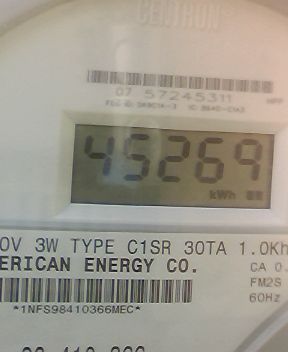 CENTRON
07 57245311
45269
kWh
0V 3W TYPE C1SR 30TA 1.0Kh
ERICAN ENERGY CO.
CA 0.
FM2S
60Hz
*1NFS98410366MEC*